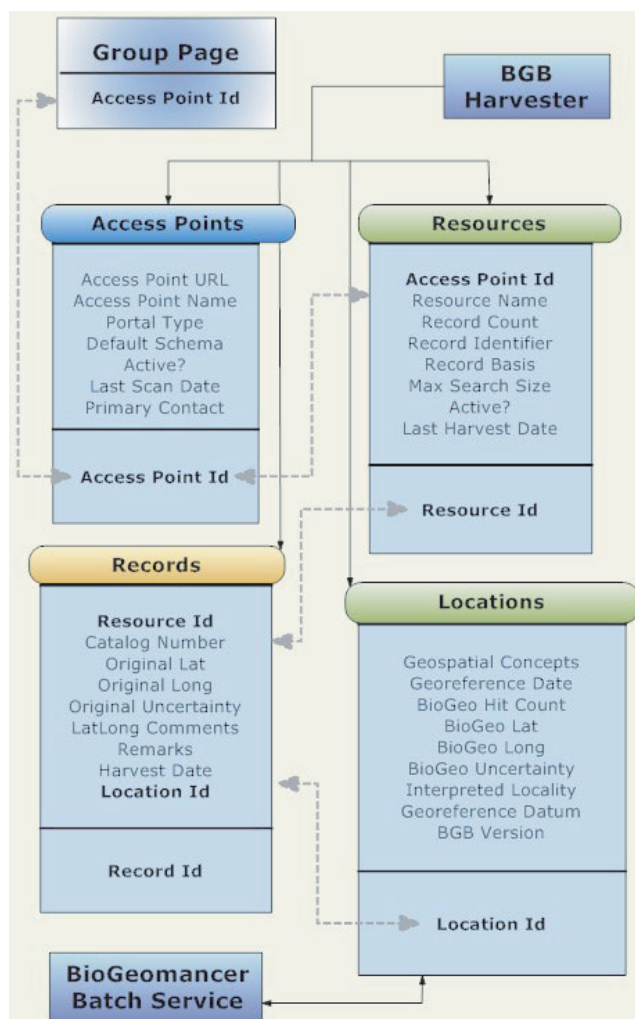 Group Page
Access Point Id
BGB
Harvester
Access Points
Access Point URL
Access Point Name
Portal Type
Default Schema
Active?
Last Scan Date
Primary Contact
Access Point Id
Resources
Access Point Id
Resource Name
Record Count
Record Identifier
Record Basis
Max Search Size
Active?
Last Harvest Date
Resource Id
Records
Resource Id
Catalog Number
Original Lat
Original Long
Original Uncertainty
LatLong Comments
Remarks
Harvest Date
Location Id
Record Id
Locations
Geospatial Concepts
Georeference Date
BioGeo Hit Count
BioGeo Lat
BioGeo Long
BioGeo Uncertainty
Interpreted Locality
Georeference Datum
BGB Version
Location Id
BioGeomancer
Batch Service